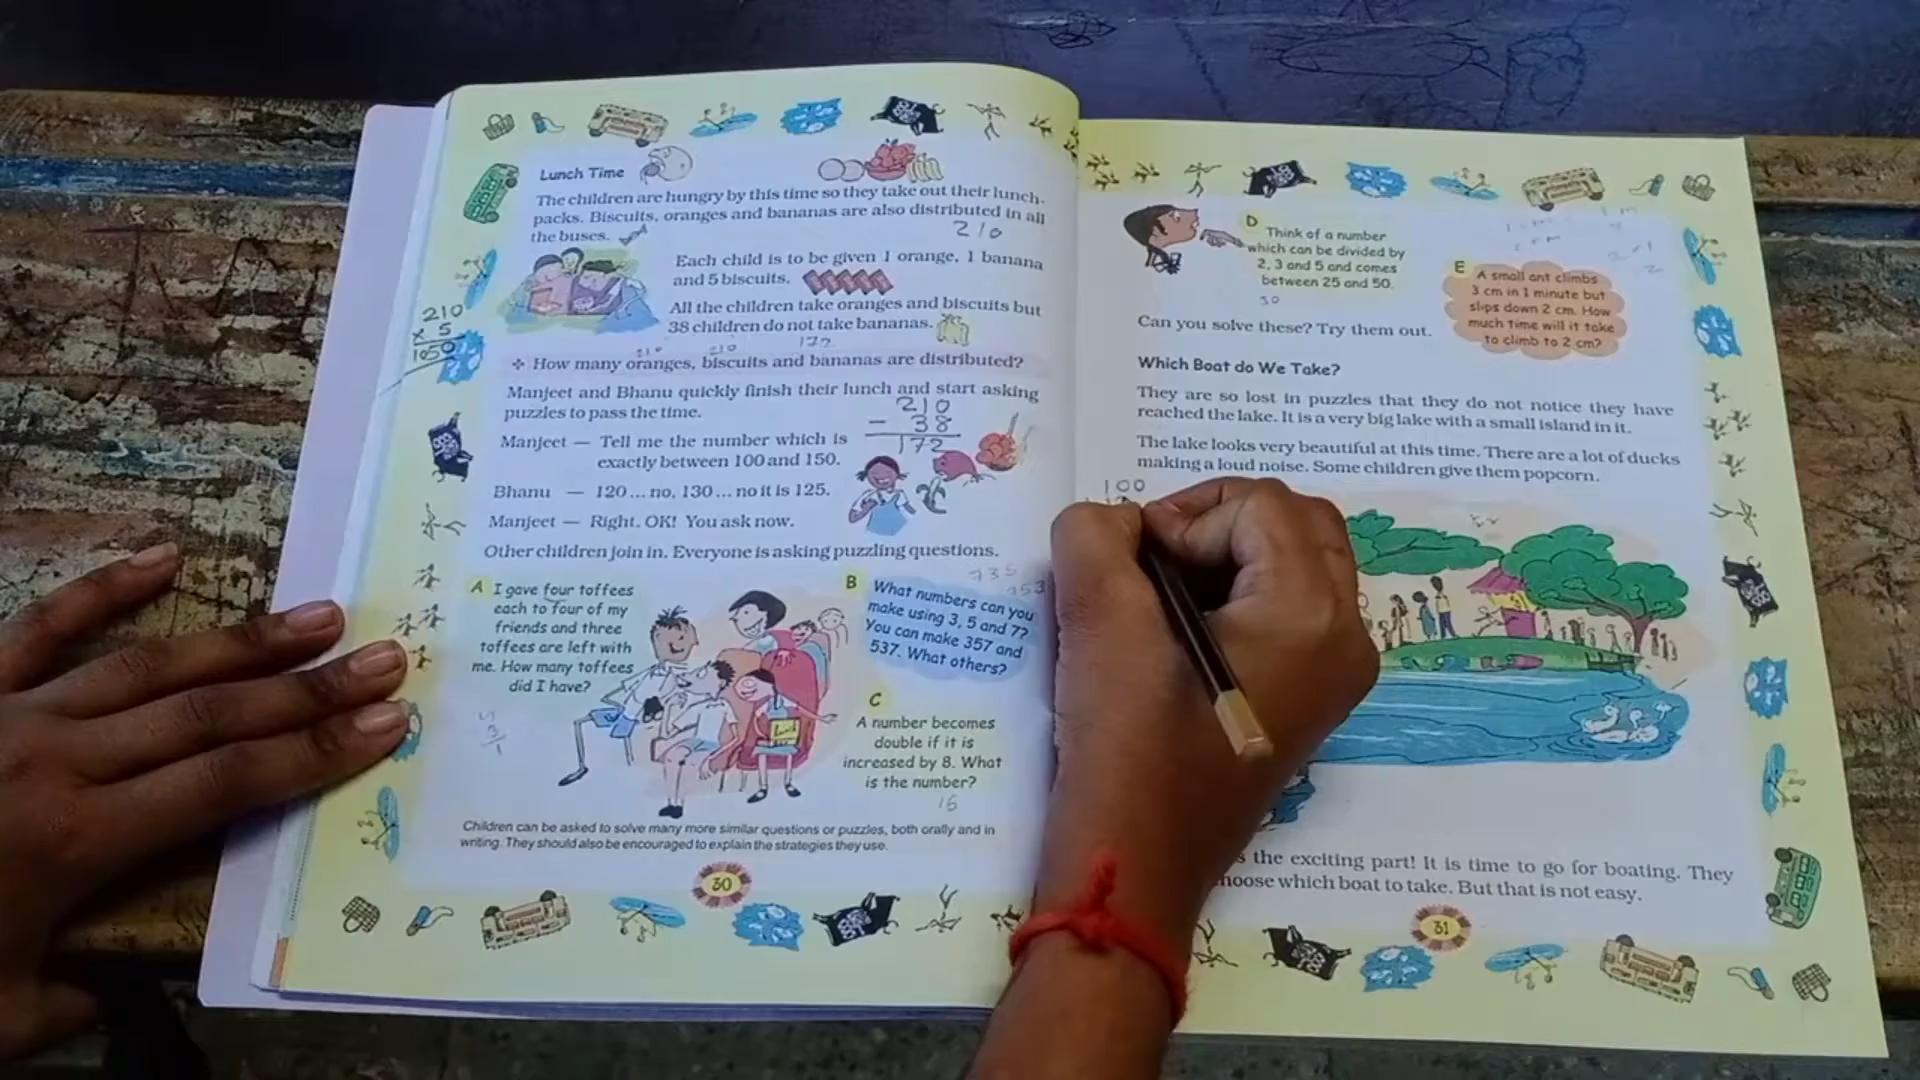 Lunch Time
The children are hungry by this time so they take out their lunch-
packs. Biscuits, oranges and bananas are also distributed in all
the buses.
210
Each child is to be given 1 orange, 1 banana
and 5 biscuits.
All the children take oranges and biscuits but
38 children do not take bananas.
210
× 5
1050
210 210 172
❖ How many oranges, biscuits and bananas are distributed?
Manjeet and Bhanu quickly finish their lunch and start asking
puzzles to pass the time.
210
- 38
172
Manjeet — Tell me the number which is
exactly between 100 and 150.
Bhanu — 120 ... no, 130 ... no it is 125.
Manjeet — Right. OK! You ask now.
Other children join in. Everyone is asking puzzling questions.
A I gave four toffees
each to four of my
friends and three
toffees are left with
me. How many toffees
did I have?
4
3
1
735
753
B What numbers can you
make using 3, 5 and 7?
You can make 357 and
537. What others?
C
A number becomes
double if it is
increased by 8. What
is the number?
16
Children can be asked to solve many more similar questions or puzzles, both orally and in
writing. They should also be encouraged to explain the strategies they use.
30
D
Think of a number
which can be divided by
2, 3 and 5 and comes
between 25 and 50.
30
E A small ant climbs
3 cm in 1 minute but
slips down 2 cm. How
much time will it take
to climb to 2 cm?
Can you solve these? Try them out.
Which Boat do We Take?
They are so lost in puzzles that they do not notice they have
reached the lake. It is a very big lake with a small island in it.
The lake looks very beautiful at this time. There are a lot of ducks
making a loud noise. Some children give them popcorn.
100
the exciting part! It is time to go for boating. They
which boat to take. But that is not easy.
31